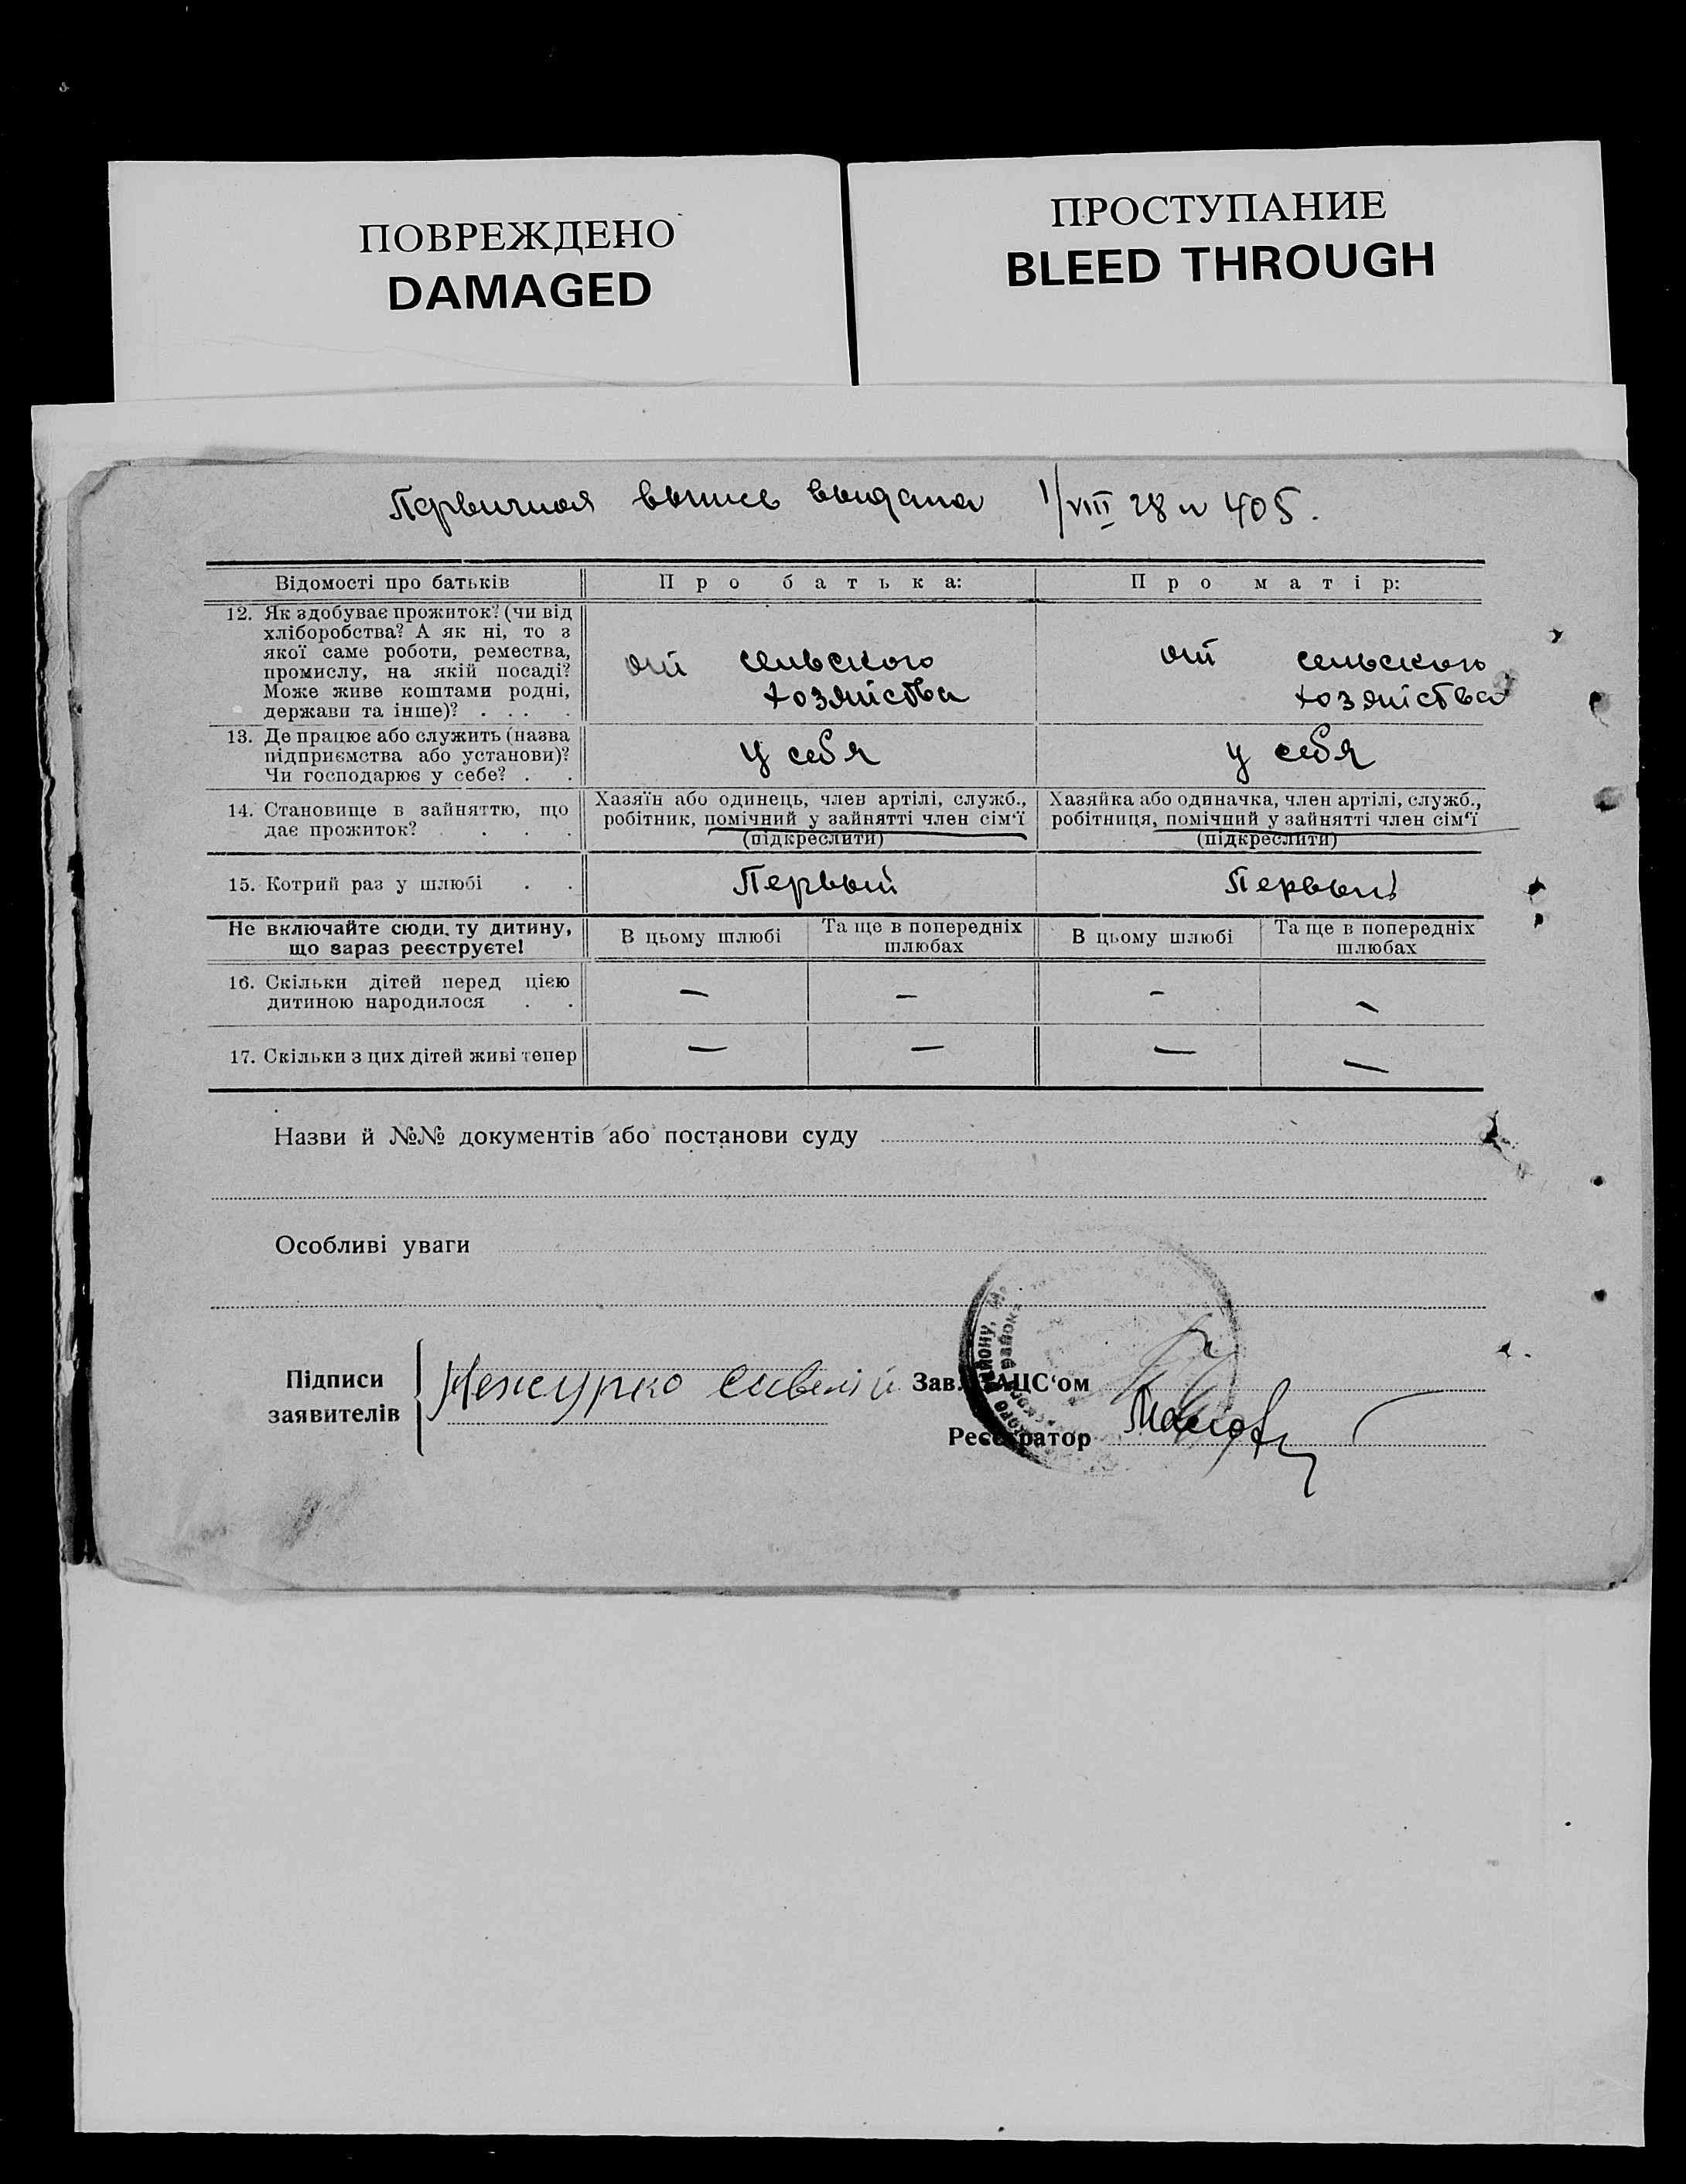 ПОВРЕЖДЕНО
DAMAGED
ПРОСТУПАНИЕ
BLEED THROUGH
Первичная выпись выдана 1/VIII 28 № 405.
Відомості про батьків
Про батька:
Про матір:
12. Як здобуває прожиток? (чи від
хліборобства? А як ні, то з
якої саме роботи, ремества,
промислу, на якій посаді?
Може живе коштами родні,
держави та інше)? . . . .
от сельского
хозяйства
от сельского
хозяйства
13. Де працює або служить (назва
підприємства або установи)?
Чи господарює у себе? . .
у себя
у себя
14. Становище в зайняттю, що
дає прожиток? . . . .
Хазяїн або одинець, член артілі, служб.,
робітник, помічний у зайнятті член сім'ї
(підкреслити)
Хазяйка або одиначка, член артілі, служб.,
робітниця, помічний у зайнятті член сім'ї
(підкреслити)
15. Котрий раз у шлюбі . .
Первый
Первый
Не включайте сюди ту дитину,
що зараз реєструєте!
В цьому шлюбі
Та ще в попередніх
шлюбах
В цьому шлюбі
Та ще в попередніх
шлюбах
16. Скільки дітей перед цією
дитиною народилося . .
— — — —
17. Скільки з цих дітей живі тепер
— — — —
Назви й №№ документів або постанови суду
Особливі уваги
Підписи
заявителів
Савелий
Зав. ЗАЦС'ом
Реєстратор